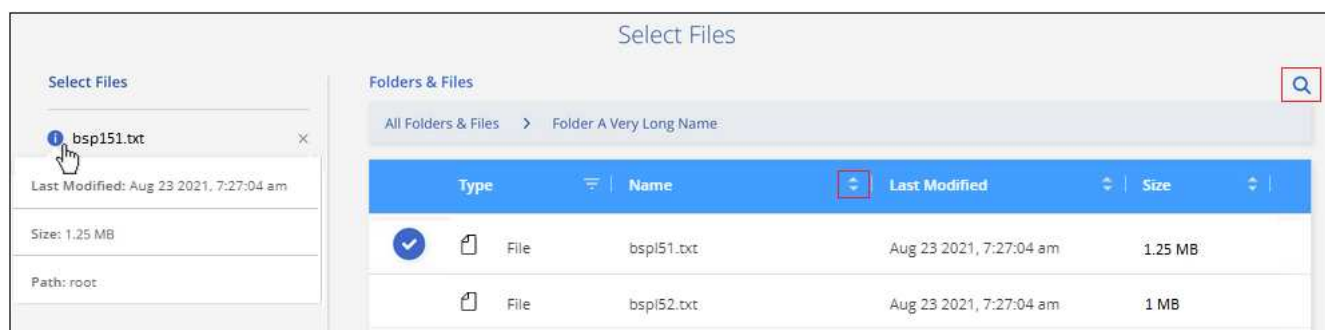 Select Files
Select Files
bsp151.txt
Last Modified: Aug 23 2021, 7:27:04 am
Size: 1.25 MB
Path: root
Folders & Files
All Folders & Files > Folder A Very Long Name
Type Name Last Modified Size
File bspl51.txt Aug 23 2021, 7:27:04 am 1.25 MB
File bspl52.txt Aug 23 2021, 7:27:04 am 1 MB